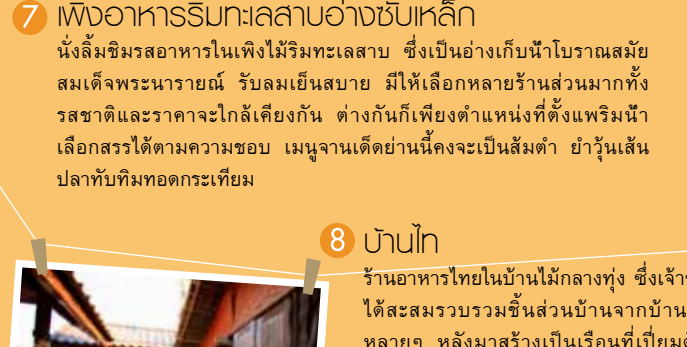 7 เพิงอาหารริมทะเลสาบอ่างซับเหล็ก
นั่งลิ้มชิมรสอาหารในเพิงไม้ริมทะเลสาบ ซึ่งเป็นอ่างเก็บน้ำโบราณสมัย
สมเด็จพระนารายณ์ รับลมเย็นสบาย มีให้เลือกหลายร้านส่วนมากทั้ง
รสชาติและราคาจะใกล้เคียงกัน ต่างกันก็เพียงตำแหน่งที่ตั้งแพริมน้ำ
เลือกสรรได้ตามความชอบ เมนูจานเด็ดย่านนี้คงจะเป็นส้มตำ ยำวุ้นเส้น
ปลาทับทิมทอดกระเทียม
8 บ้านไท
ร้านอาหารไทยในบ้านไม้กลางทุ่ง ซึ่งเจ้า
ได้สะสมรวบรวมชิ้นส่วนบ้านจากบ้าน
หลายๆ หลังมาสร้างเป็นเรือนที่เปี่ยม